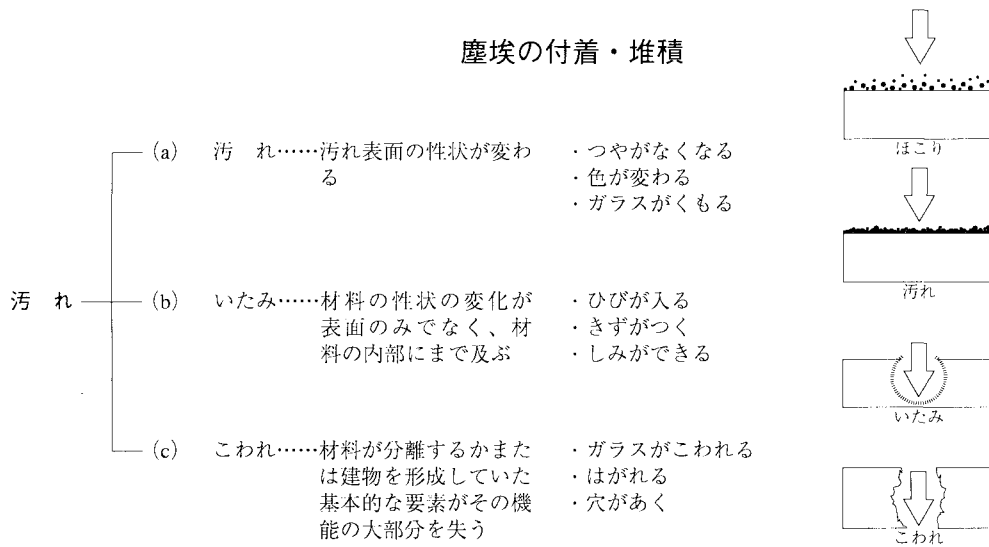 塵埃の付着・堆積
ほこり
汚れ
(a) 汚れ……汚れ表面の性状が変わ
る
・つやがなくなる
・色が変わる
・ガラスがくもる
汚れ
(b) いたみ……材料の性状の変化が
表面のみでなく、材
料の内部にまで及ぶ
・ひびが入る
・きずがつく
・しみができる
いたみ
(c) こわれ……材料が分離するかまた
は建物を形成していた
基本的な要素がその機
能の大部分を失う
・ガラスがこわれる
・はがれる
・穴があく
こわれ